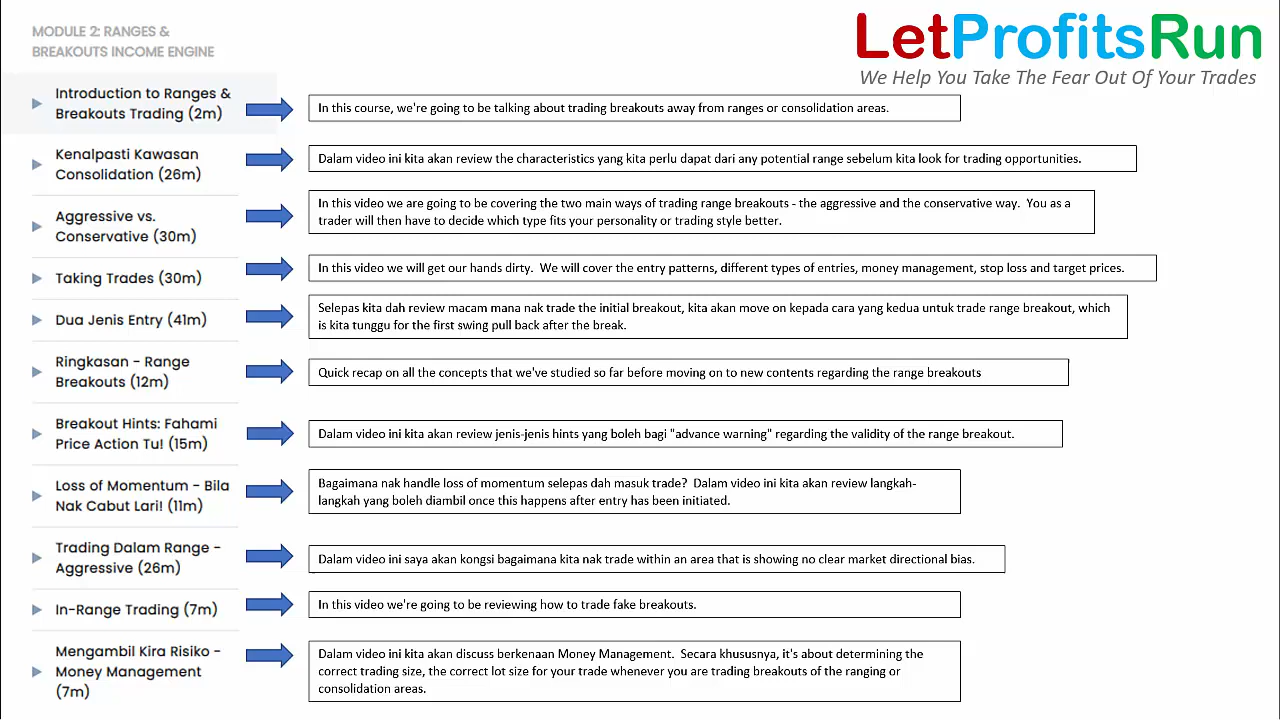 MODULE 2: RANGES &
BREAKOUTS INCOME ENGINE
LetProfitsRun
We Help You Take The Fear Out Of Your Trades
Introduction to Ranges &
Breakouts Trading (2m)
In this course, we're going to be talking about trading breakouts away from ranges or consolidation areas.
Kenalpasti Kawasan
Consolidation (26m)
Dalam video ini kita akan review the characteristics yang kita perlu dapat dari any potential range sebelum kita look for trading opportunities.
Aggressive vs.
Conservative (30m)
In this video we are going to be covering the two main ways of trading range breakouts - the aggressive and the conservative way.  You as a
trader will then have to decide which type fits your personality or trading style better.
Taking Trades (30m)
In this video we will get our hands dirty.  We will cover the entry patterns, different types of entries, money management, stop loss and target prices.
Dua Jenis Entry (41m)
Selepas kita dah review macam mana nak trade the initial breakout, kita akan move on kepada cara yang kedua untuk trade range breakout, which
is kita tunggu for the first swing pull back after the break.
Ringkasan - Range
Breakouts (12m)
Quick recap on all the concepts that we've studied so far before moving on to new contents regarding the range breakouts
Breakout Hints: Fahami
Price Action Tu! (15m)
Dalam video ini kita akan review jenis-jenis hints yang boleh bagi "advance warning" regarding the validity of the range breakout.
Loss of Momentum - Bila
Nak Cabut Lari! (11m)
Bagaimana nak handle loss of momentum selepas dah masuk trade?  Dalam video ini kita akan review langkah-
langkah yang boleh diambil once this happens after entry has been initiated.
Trading Dalam Range -
Aggressive (26m)
Dalam video ini saya akan kongsi bagaimana kita nak trade within an area that is showing no clear market directional bias.
In-Range Trading (7m)
In this video we're going to be reviewing how to trade fake breakouts.
Mengambil Kira Risiko -
Money Management
(7m)
Dalam video ini kita akan discuss berkenaan Money Management.  Secara khususnya, it's about determining the
correct trading size, the correct lot size for your trade whenever you are trading breakouts of the ranging or
consolidation areas.